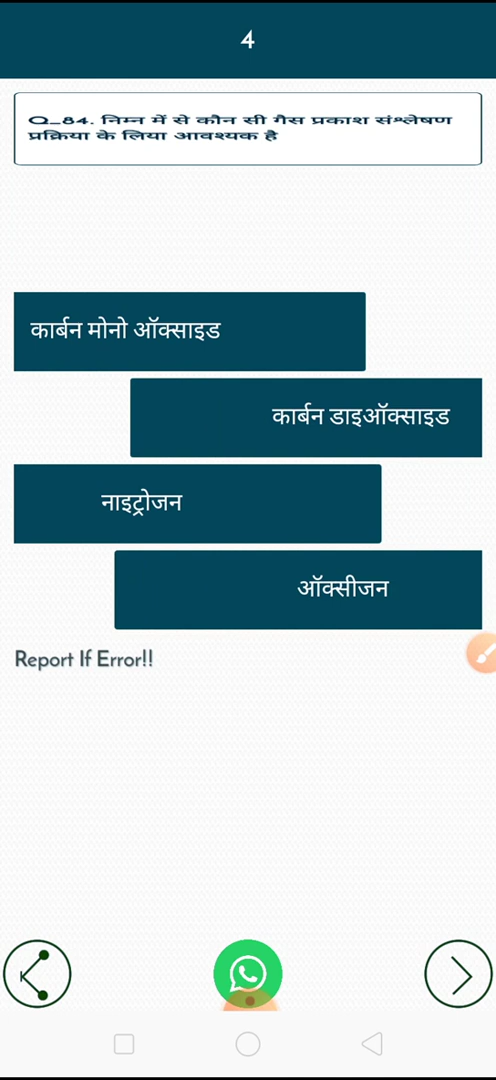 4
Q_84. निम्न में से कौन सी गैस प्रकाश संश्लेषण
प्रक्रिया के लिया आवश्यक है
कार्बन मोनो ऑक्साइड
कार्बन डाइऑक्साइड
नाइट्रोजन
ऑक्सीजन
Report If Error!!